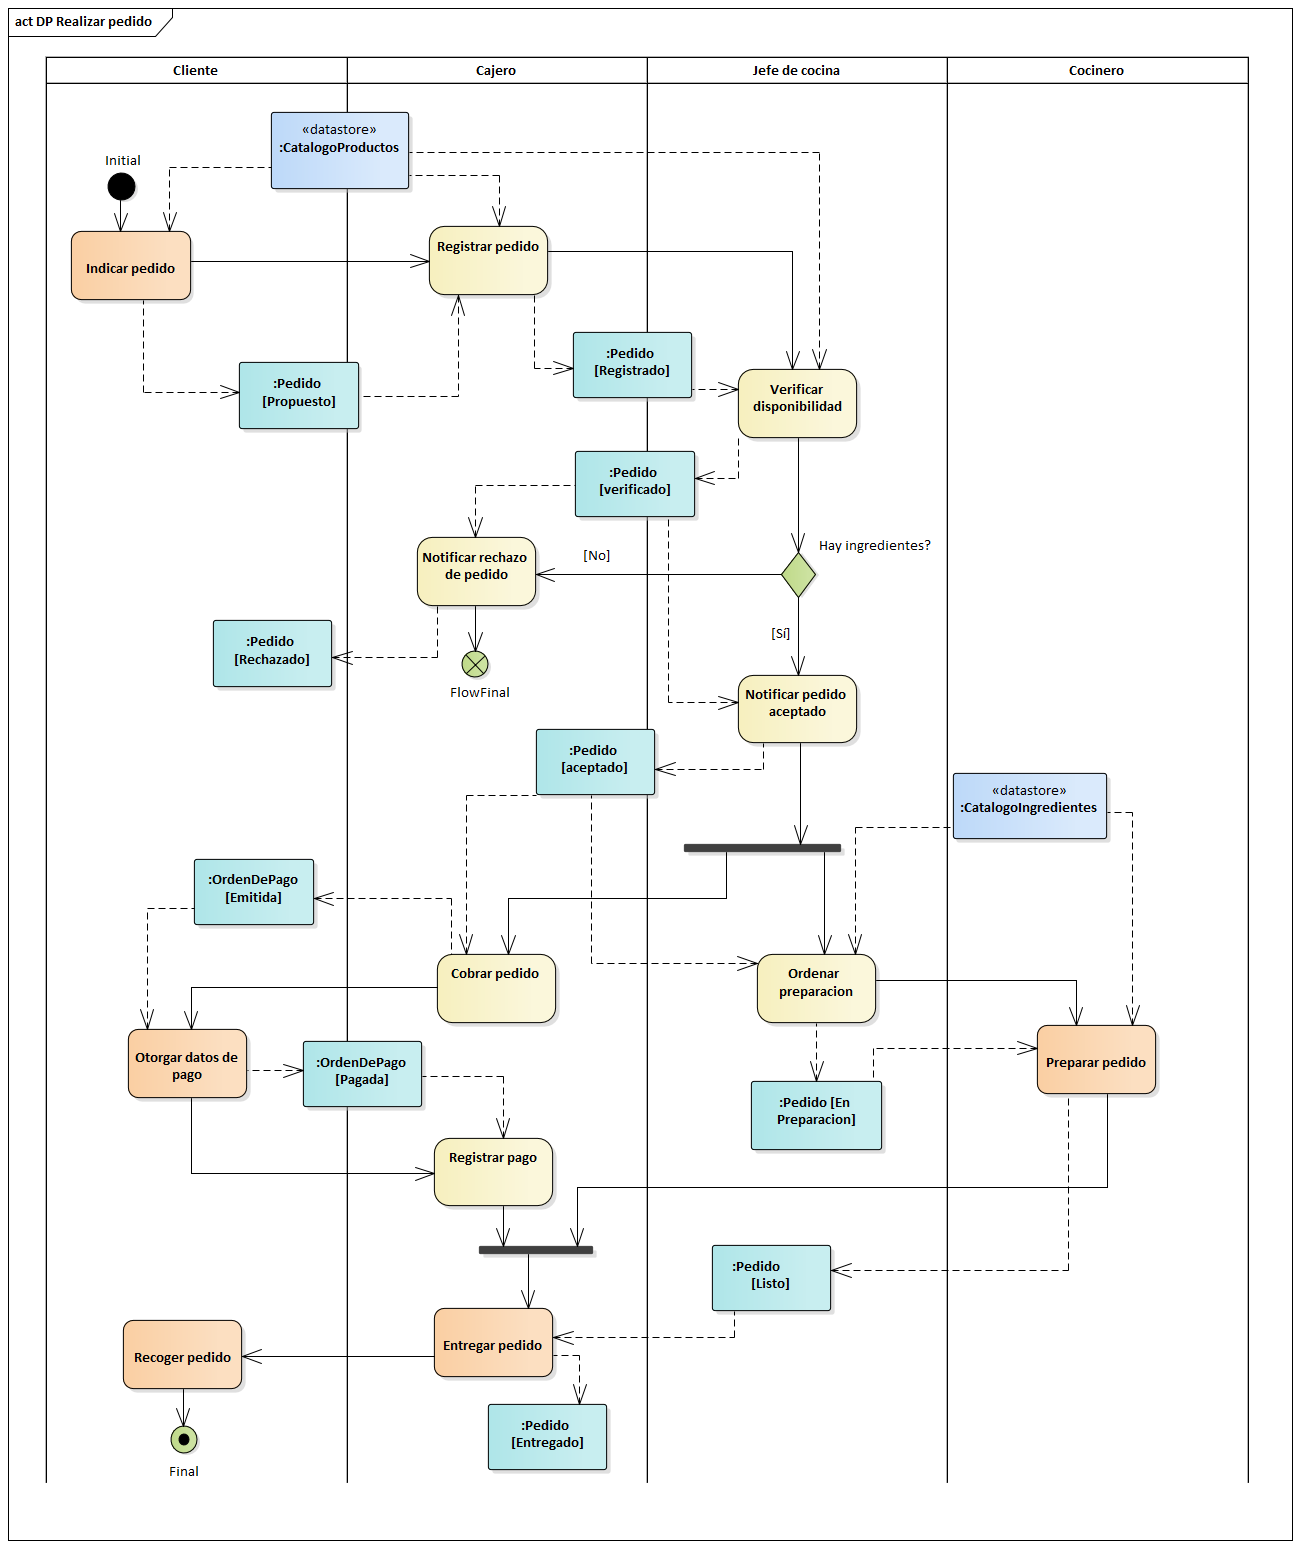 act DP Realizar pedido
Cliente
Cajero
Jefe de cocina
Cocinero
«datastore»
:CatalogoProductos
Initial
Indicar pedido
Registrar pedido
:Pedido
[Propuesto]
:Pedido
[Registrado]
Verificar
disponibilidad
:Pedido
[verificado]
Hay ingredientes?
[No]
Notificar rechazo
de pedido
:Pedido
[Rechazado]
FlowFinal
[Sí]
Notificar pedido
aceptado
:Pedido
[aceptado]
«datastore»
:CatalogoIngredientes
:OrdenDePago
[Emitida]
Cobrar pedido
Ordenar
preparacion
Otorgar datos de
pago
:OrdenDePago
[Pagada]
Preparar pedido
:Pedido [En
Preparacion]
Registrar pago
:Pedido
[Listo]
Entregar pedido
Recoger pedido
:Pedido
[Entregado]
Final